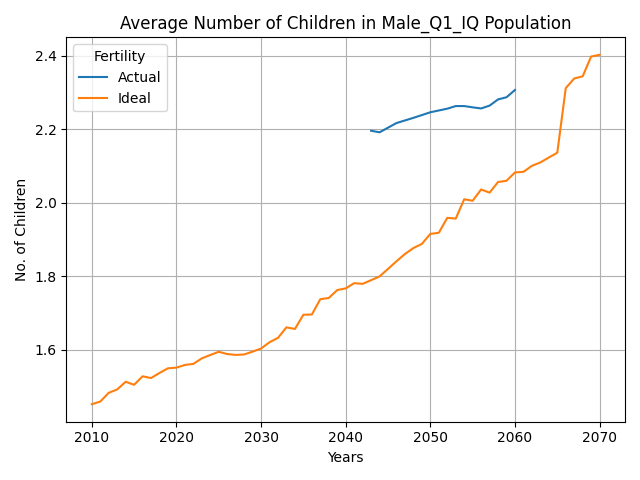 Average Number of Children in Male_Q1_IQ Population
Fertility
Actual
Ideal
No. of Children
2.4
2.2
2.0
1.8
1.6
2010 2020 2030 2040 2050 2060 2070
Years